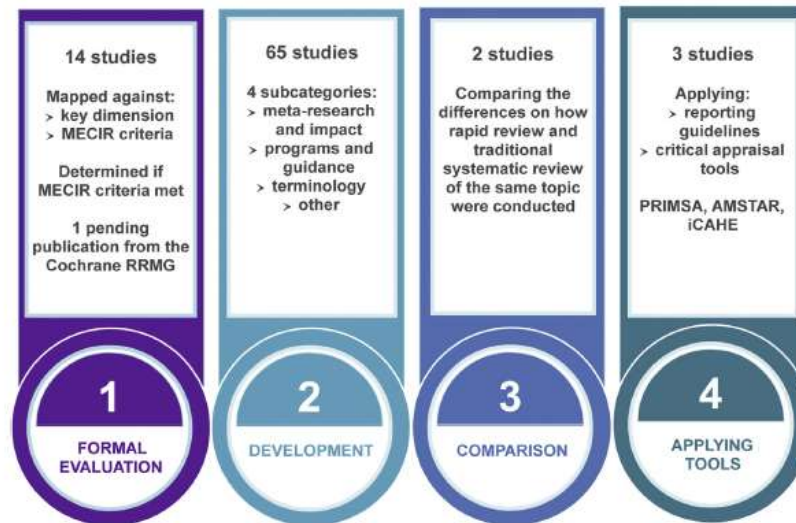 14 studies
Mapped against:
➢ key dimension
➢ MECIR criteria
Determined if
MECIR criteria met
1 pending
publication from the
Cochrane RRMG
1
FORMAL
EVALUATION
65 studies
4 subcategories:
➢ meta-research
and impact
➢ programs and
guidance
➢ terminology
➢ other
2
DEVELOPMENT
2 studies
Comparing the
differences on how
rapid review and
traditional
systematic review
of the same topic
were conducted
3
COMPARISON
3 studies
Applying:
➢ reporting
guidelines
➢ critical appraisal
tools
PRIMSA, AMSTAR,
iCAHE
4
APPLYING
TOOLS